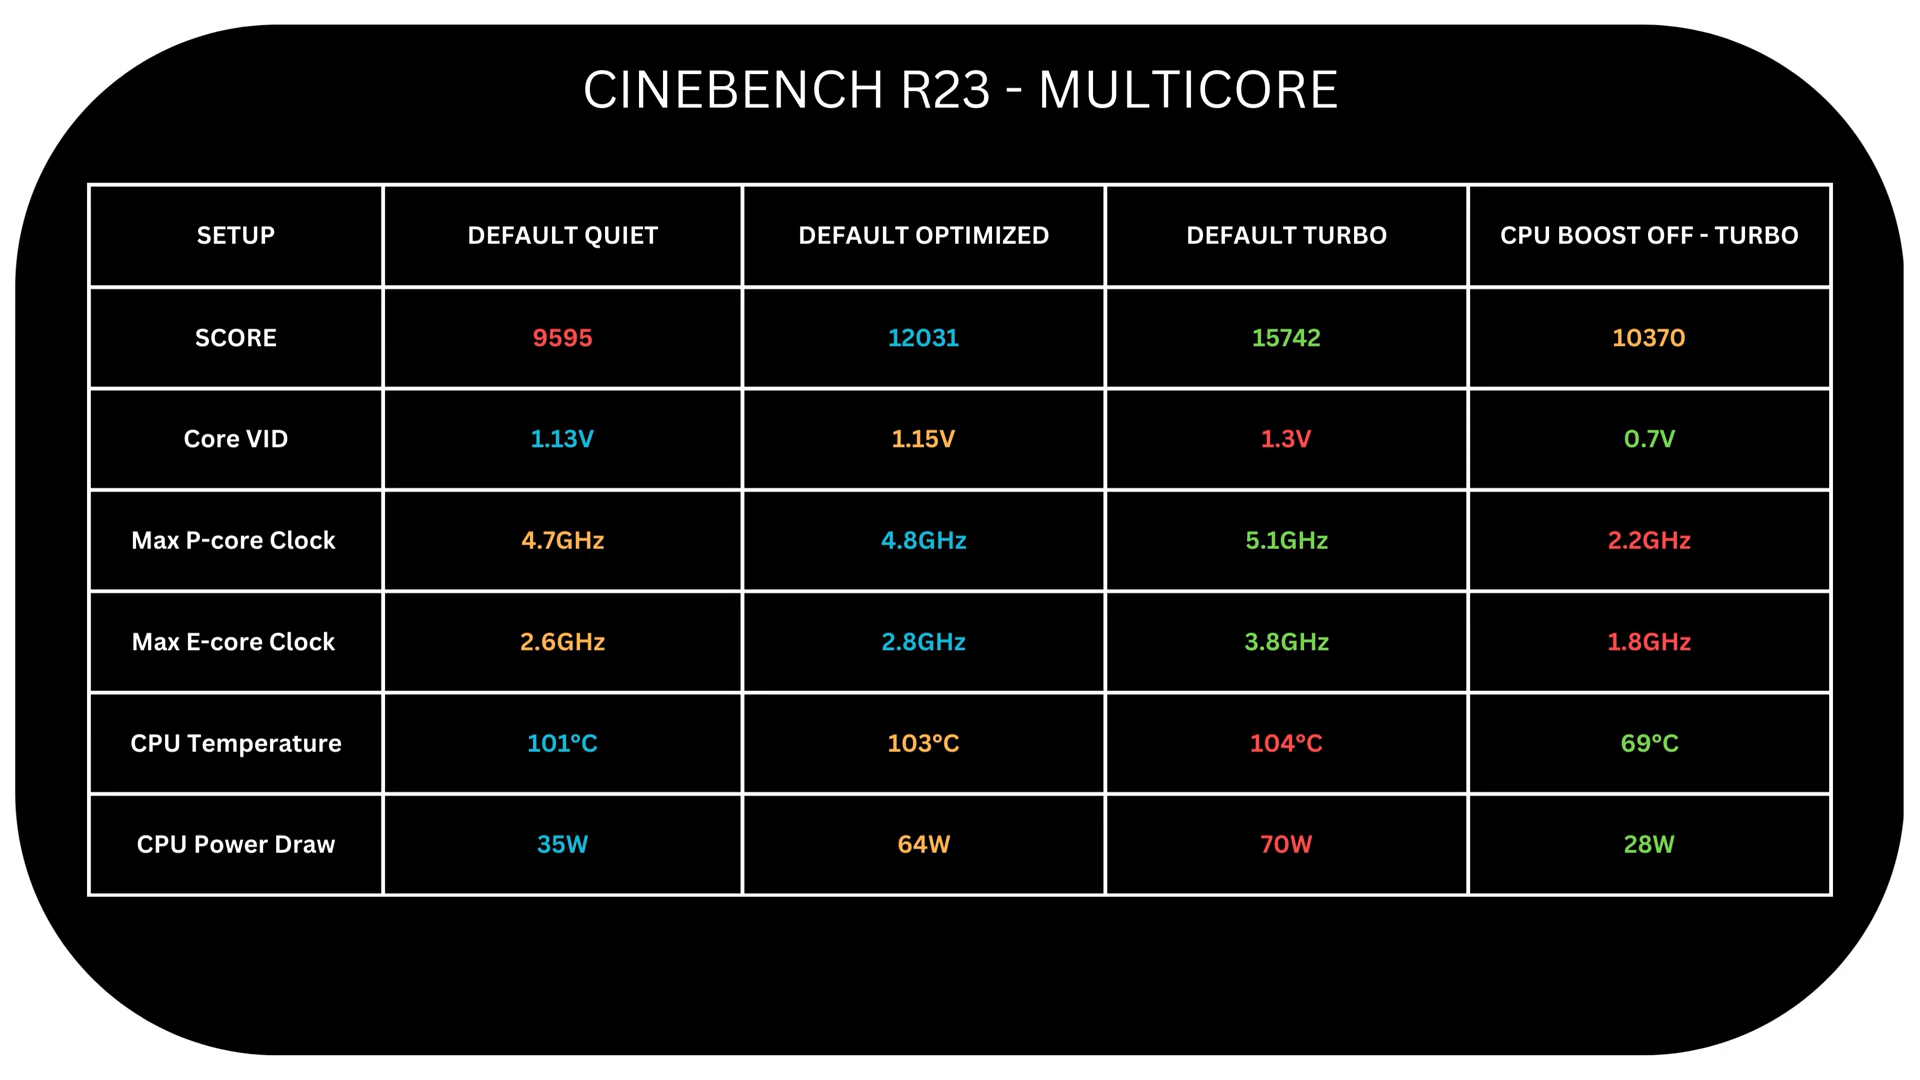 CINEBENCH R23 - MULTICORE
SETUP DEFAULT QUIET DEFAULT OPTIMIZED DEFAULT TURBO CPU BOOST OFF - TURBO
SCORE 9595 12031 15742 10370
Core VID 1.13V 1.15V 1.3V 0.7V
Max P-core Clock 4.7GHz 4.8GHz 5.1GHz 2.2GHz
Max E-core Clock 2.6GHz 2.8GHz 3.8GHz 1.8GHz
CPU Temperature 101°C 103°C 104°C 69°C
CPU Power Draw 35W 64W 70W 28W